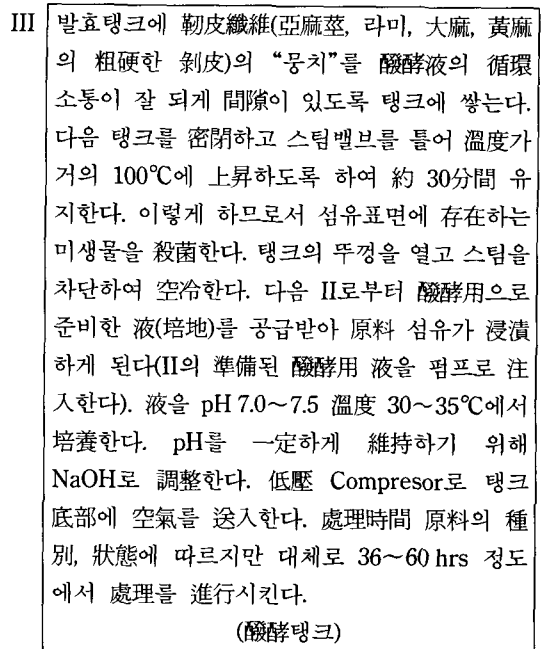 III 발효탱크에 靭皮纖維(亞麻莖, 라미, 大麻, 黃麻
의 粗硬한 剝皮)의 “뭉치”를 醱酵液의 循環
소통이 잘 되게 間隙이 있도록 탱크에 쌓는다.
다음 탱크를 密閉하고 스팀밸브를 틀어 溫度가
거의 100℃에 上昇하도록 하여 約 30分間 유
지한다. 이렇게 하므로서 섬유표면에 存在하는
미생물을 殺菌한다. 탱크의 뚜껑을 열고 스팀을
차단하여 空冷한다. 다음 II로부터 醱酵用으로
준비한 液(培地)를 공급받아 原料 섬유가 浸漬
하게 된다(II의 準備된 醱酵用 液을 펌프로 注
入한다). 液을 pH 7.0～7.5 溫度 30～35℃에서
培養한다. pH를 一定하게 維持하기 위해
NaOH로 調整한다. 低壓 Compresor로 탱크
底部에 空氣를 送入한다. 處理時間 原料의 種
別, 狀態에 따르지만 대체로 36～60 hrs 정도
에서 處理를 進行시킨다.
(醱酵탱크)